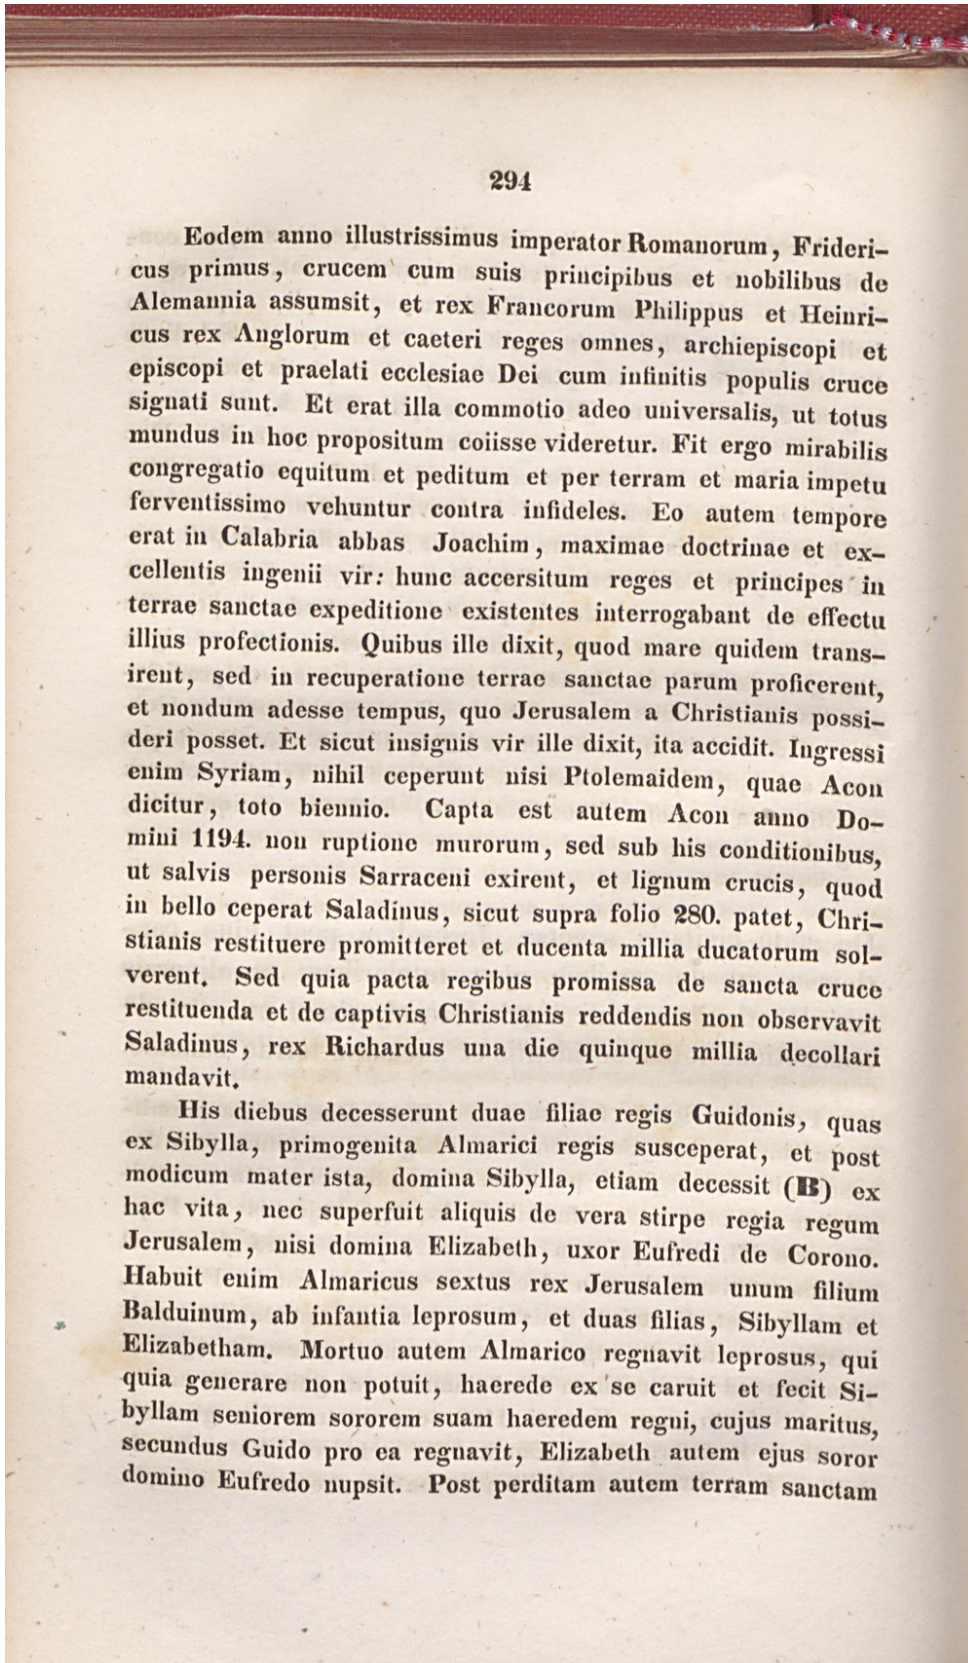 294
Eodem anno illustrissimus imperator Romanorum, Frideri-
cus primus, crucem cum suis principibus et nobilibus de
Alemannia assumsit, et rex Francorum Philippus et Heinri-
cus rex Anglorum et caeteri reges omnes, archiepiscopi et
episcopi et praelati ecclesiae Dei cum infinitis populis cruce
signati sunt. Et erat illa commotio adeo universalis, ut totus
mundus in hoc propositum coiisse videretur. Fit ergo mirabilis
congregatio equitum et peditum et per terram et maria impetu
ferventissimo vehuntur contra infideles. Eo autem tempore
erat in Calabria abbas Joachim, maximae doctrinae et ex-
cellentis ingenii vir: hunc accersitum reges et principes in
terrae sanctae expeditione existentes interrogabant de effectu
illius profectionis. Quibus ille dixit, quod mare quidem trans-
irent, sed in recuperatione terrae sanctae parum proficerent,
et nondum adesse tempus, quo Jerusalem a Christianis possi-
deri posset. Et sicut insignis vir ille dixit, ita accidit. Ingressi
enim Syriam, nihil ceperunt nisi Ptolemaidem, quae Acon
dicitur, toto biennio. Capta est autem Acon anno Do-
mini 1194. non ruptione murorum, sed sub his conditionibus,
ut salvis personis Sarraceni exirent, et lignum crucis, quod
in bello ceperat Saladinus, sicut supra folio 280. patet, Chri-
stianis restituere promitteret et ducenta millia ducatorum sol-
verent. Sed quia pacta regibus promissa de sancta cruce
restituenda et de captivis Christianis reddendis non observavit
Saladinus, rex Richardus una die quinque millia decollari
mandavit.
His diebus decesserunt duae filiae regis Guidonis, quas
ex Sibylla, primogenita Almarici regis susceperat, et post
modicum mater ista, domina Sibylla, etiam decessit (B) ex
hac vita, nec superfuit aliquis de vera stirpe regia regum
Jerusalem, nisi domina Elizabeth, uxor Eufredi de Corono.
Habuit enim Almaricus sextus rex Jerusalem unum filium
Balduinum, ab infantia leprosum, et duas filias, Sibyllam et
Elizabetham. Mortuo autem Almarico regnavit leprosus, qui
quia generare non potuit, haerede ex se caruit et fecit Si-
byllam seniorem sororem suam haeredem regni, cujus maritus,
secundus Guido pro ea regnavit, Elizabeth autem ejus soror
domino Eufredo nupsit. Post perditam autem terram sanctam